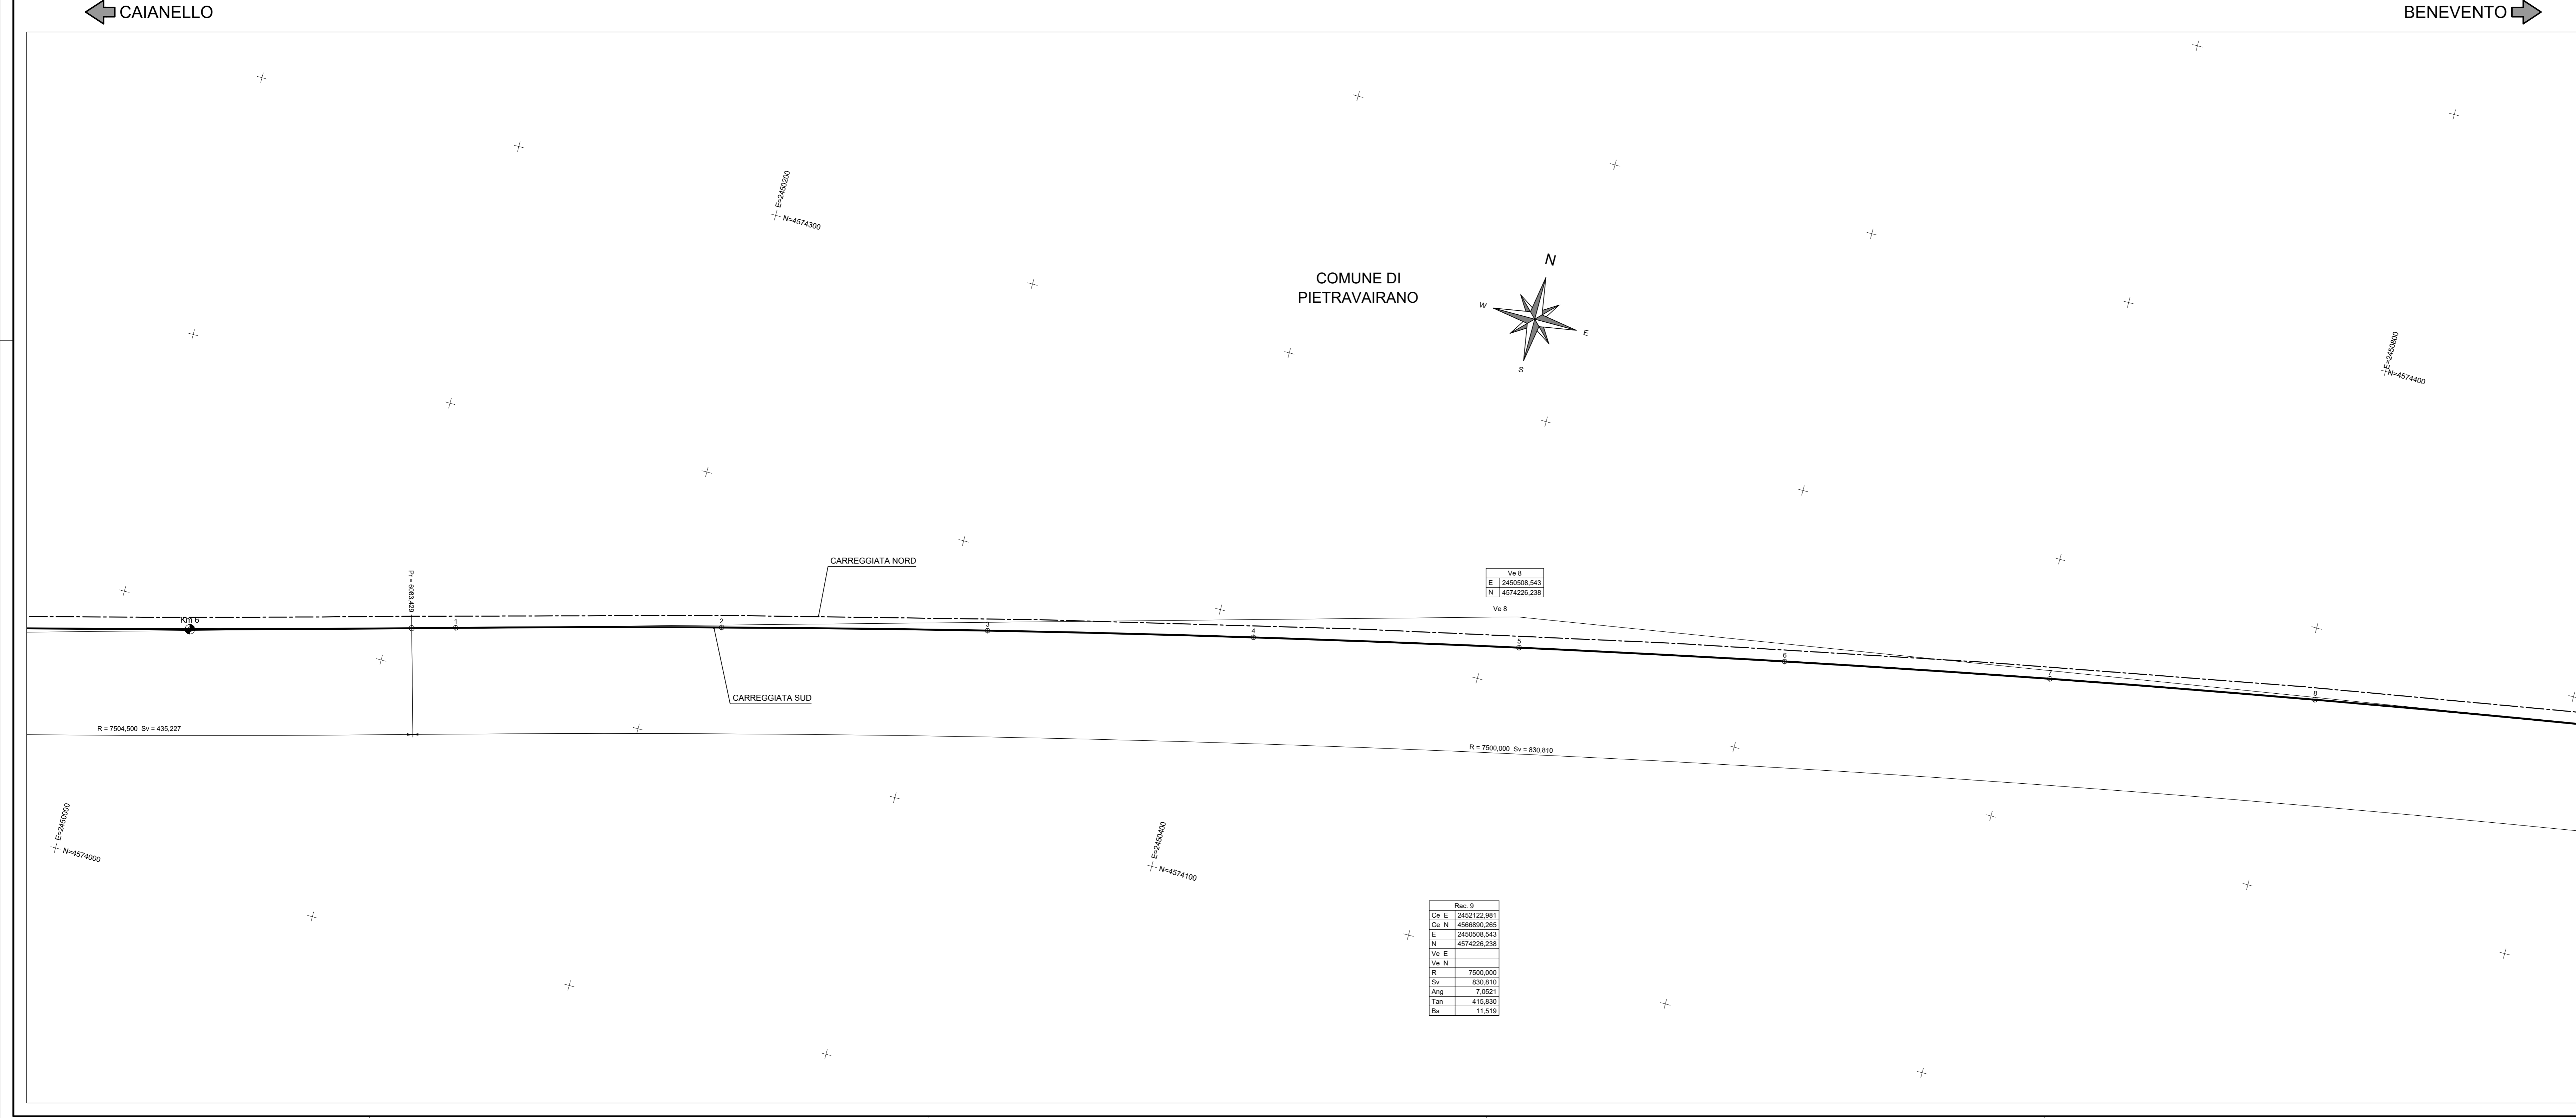 CAIANELLO
BENEVENTO
E=2450200
N=4574300
COMUNE DI
PIETRAVAIRANO
N
W
E
S
E=2450800
N=4574400
CARREGGIATA NORD
Pr = 6083,429
Ve 8
E 2450508,543
N 4574226,238
Ve 8
Km 6
1
2
3
4
5
6
7
8
CARREGGIATA SUD
R = 7504,500 Sv = 435,227
R = 7500,000 Sv = 830,810
E=2450000
N=4574000
E=2450400
N=4574100
Rac. 9
Ce E 2452122,981
Ce N 4566890,265
E 2450508,543
N 4574226,238
Ve E
Ve N
R 7500,000
Sv 830,810
Ang 7,0521
Tan 415,830
Bs 11,519